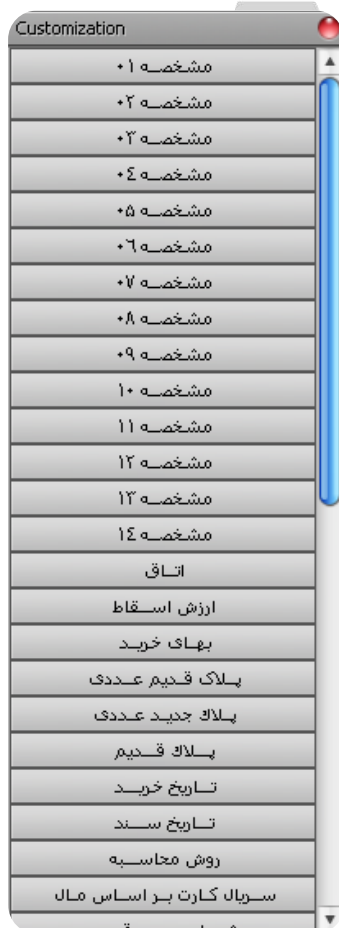 Customization
مشخصه ۰۱
مشخصه ۰۲
مشخصه ۰۳
مشخصه ۰۴
مشخصه ۰۵
مشخصه ۰۶
مشخصه ۰۷
مشخصه ۰۸
مشخصه ۰۹
مشخصه ۱۰
مشخصه ۱۱
مشخصه ۱۲
مشخصه ۱۳
مشخصه ۱۴
اتاق
ارزش اسقاط
بهای خرید
پلاک قدیم عددی
پلاك جدید عددی
پلاك قدیم
تاریخ خرید
تاریخ سند
روش محاسبه
سریال کارت بر اساس مال